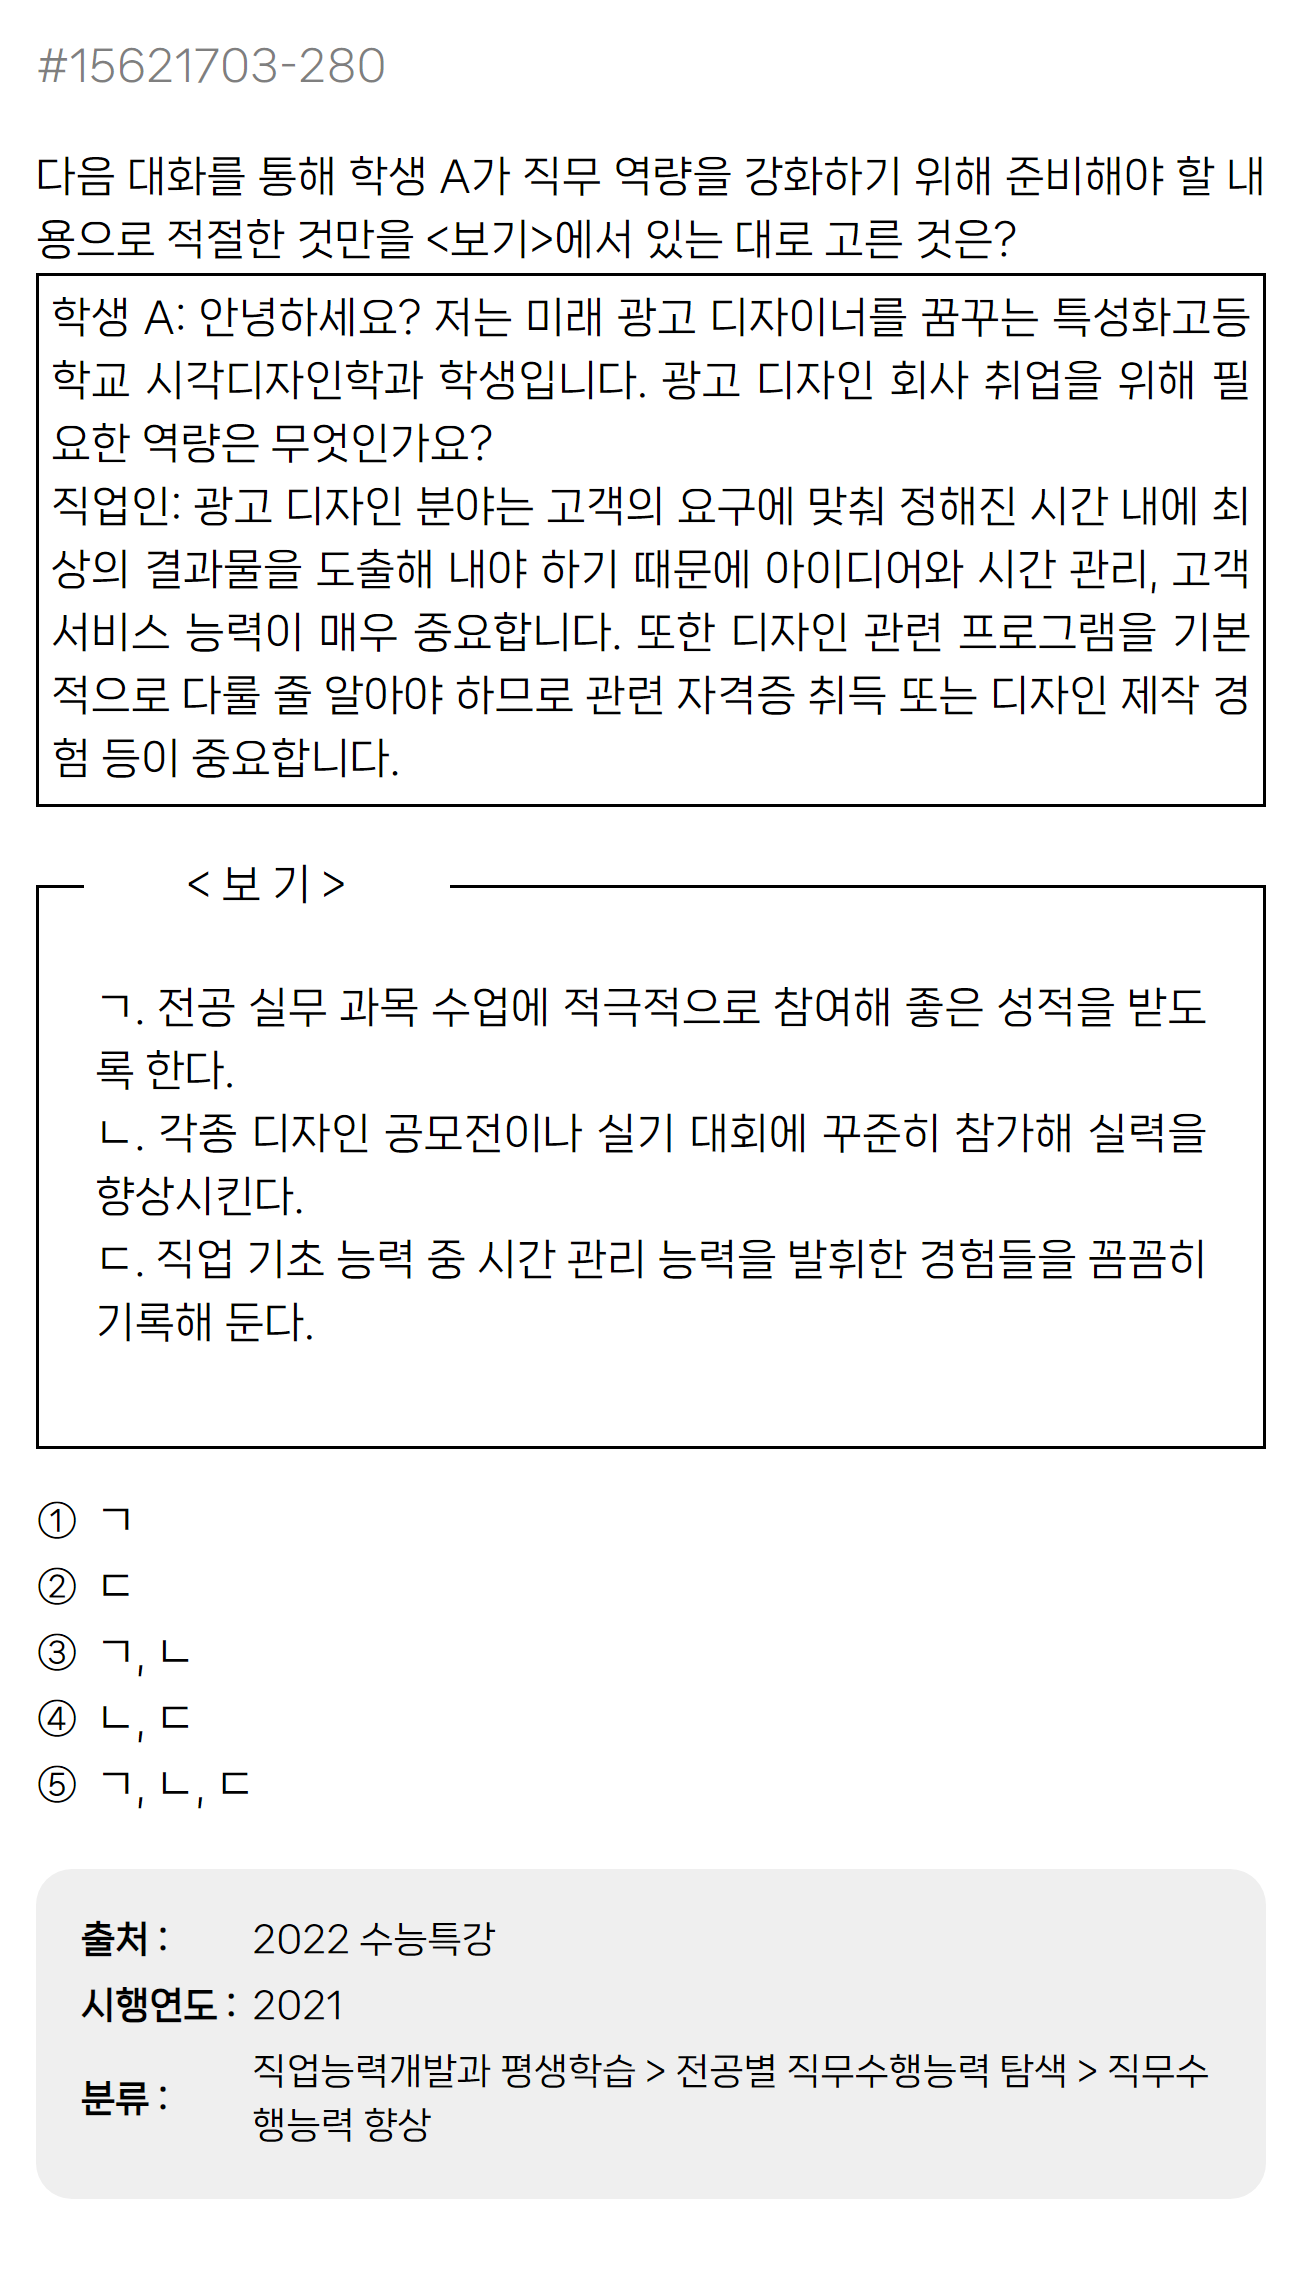 #15621703-280
다음 대화를 통해 학생 A가 직무 역량을 강화하기 위해 준비해야 할 내
용으로 적절한 것만을 <보기>에서 있는 대로 고른 것은?
학생 A: 안녕하세요? 저는 미래 광고 디자이너를 꿈꾸는 특성화고등
학교 시각디자인학과 학생입니다. 광고 디자인 회사 취업을 위해 필
요한 역량은 무엇인가요?
직업인: 광고 디자인 분야는 고객의 요구에 맞춰 정해진 시간 내에 최
상의 결과물을 도출해 내야 하기 때문에 아이디어와 시간 관리, 고객
서비스 능력이 매우 중요합니다. 또한 디자인 관련 프로그램을 기본
적으로 다룰 줄 알아야 하므로 관련 자격증 취득 또는 디자인 제작 경
험 등이 중요합니다.
< 보 기 >
ㄱ. 전공 실무 과목 수업에 적극적으로 참여해 좋은 성적을 받도
록 한다.
ㄴ. 각종 디자인 공모전이나 실기 대회에 꾸준히 참가해 실력을
향상시킨다.
ㄷ. 직업 기초 능력 중 시간 관리 능력을 발휘한 경험들을 꼼꼼히
기록해 둔다.
① ㄱ
② ㄷ
③ ㄱ, ㄴ
④ ㄴ, ㄷ
⑤ ㄱ, ㄴ, ㄷ
출처 : 2022 수능특강
시행연도 : 2021
분류 : 직업능력개발과 평생학습 > 전공별 직무수행능력 탐색 > 직무수
행능력 향상